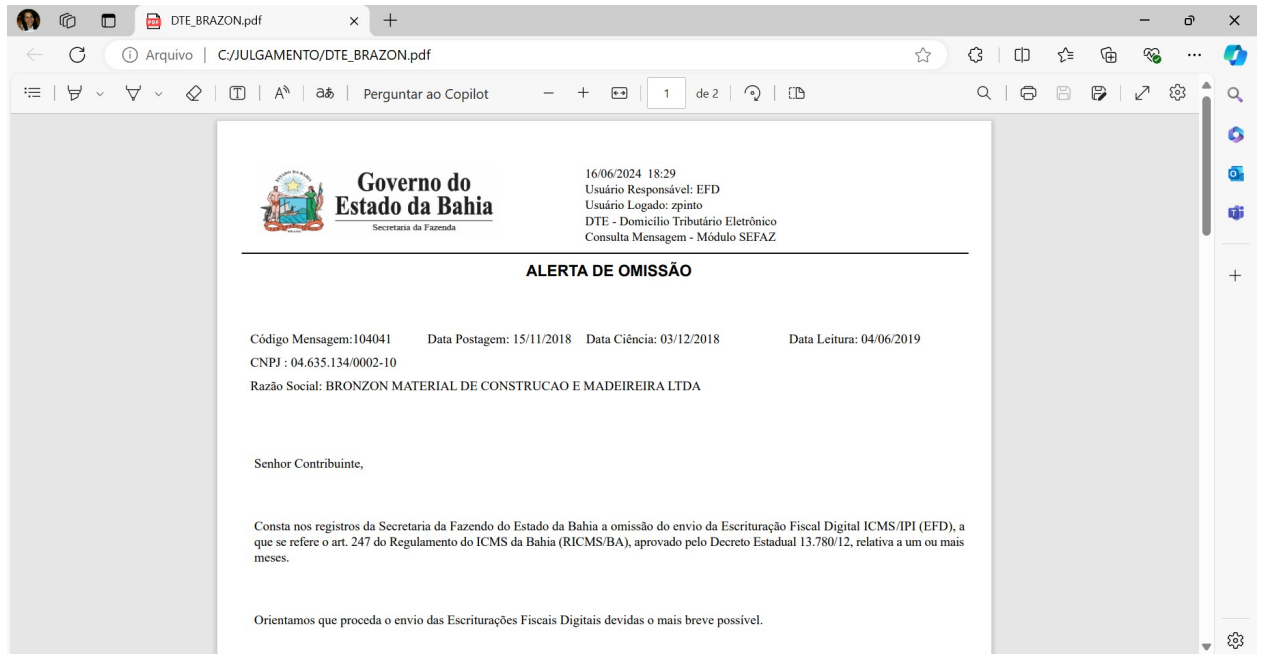 DTE_BRAZON.pdf
Arquivo C:/JULGAMENTO/DTE_BRAZON.pdf
Perguntar ao Copilot 1 de 2
Governo do
Estado da Bahia
Secretaria da Fazenda
16/06/2024 18:29
Usuário Responsável: EFD
Usuário Logado: zpinto
DTE - Domicílio Tributário Eletrônico
Consulta Mensagem - Módulo SEFAZ
ALERTA DE OMISSÃO
Código Mensagem:104041 Data Postagem: 15/11/2018 Data Ciência: 03/12/2018 Data Leitura: 04/06/2019
CNPJ : 04.635.134/0002-10
Razão Social: BRONZON MATERIAL DE CONSTRUCAO E MADEIREIRA LTDA
Senhor Contribuinte,
Consta nos registros da Secretaria da Fazendo do Estado da Bahia a omissão do envio da Escrituração Fiscal Digital ICMS/IPI (EFD), a
que se refere o art. 247 do Regulamento do ICMS da Bahia (RICMS/BA), aprovado pelo Decreto Estadual 13.780/12, relativa a um ou mais
meses.
Orientamos que proceda o envio das Escriturações Fiscais Digitais devidas o mais breve possível.